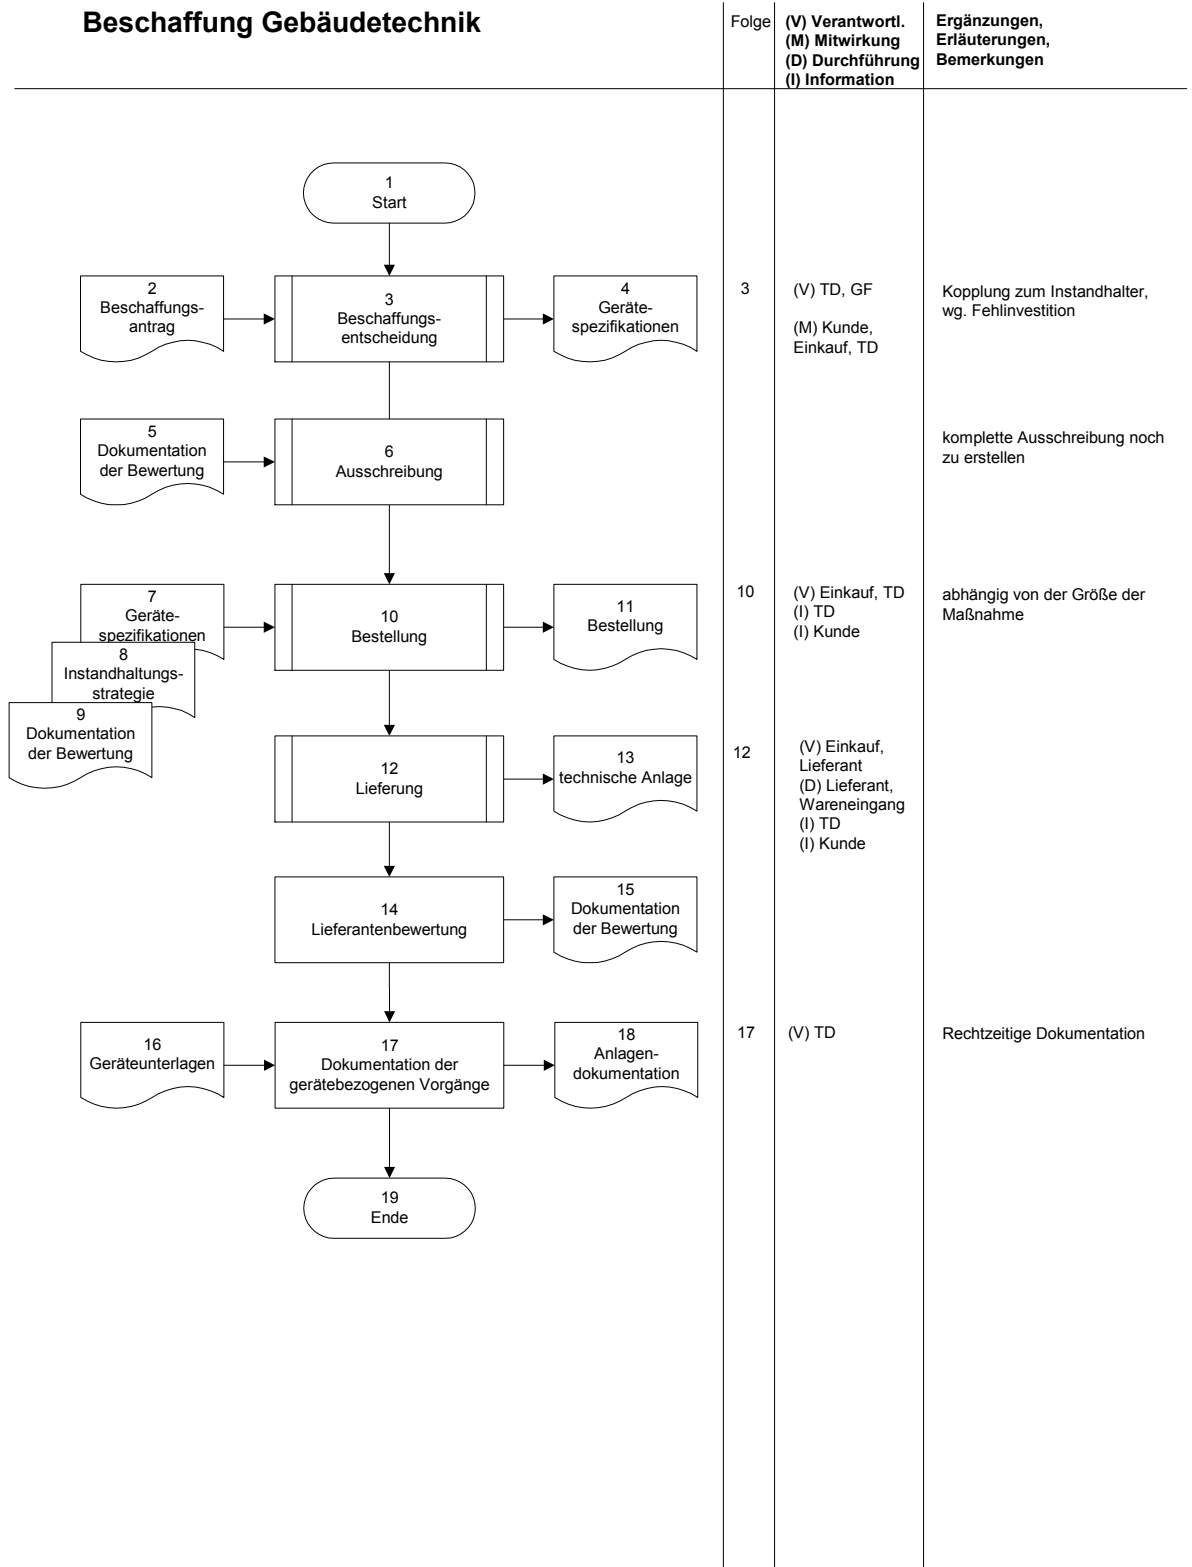 Beschaffung Gebäudetechnik
Folge
(V) Verantwortl.
(M) Mitwirkung
(D) Durchführung
(I) Information
Ergänzungen,
Erläuterungen,
Bemerkungen
1
Start
2
Beschaffungs-
antrag
3
Beschaffungs-
entscheidung
4
Geräte-
spezifikationen
3
(V) TD, GF
(M) Kunde,
Einkauf, TD
Kopplung zum Instandhalter,
wg. Fehlinvestition
5
Dokumentation
der Bewertung
6
Ausschreibung
komplette Ausschreibung noch
zu erstellen
7
Geräte-
spezifikationen
8
Instandhaltungs-
strategie
9
Dokumentation
der Bewertung
10
Bestellung
11
Bestellung
10
(V) Einkauf, TD
(I) TD
(I) Kunde
abhängig von der Größe der
Maßnahme
12
Lieferung
13
technische Anlage
12
(V) Einkauf,
Lieferant
(D) Lieferant,
Wareneingang
(I) TD
(I) Kunde
14
Lieferantenbewertung
15
Dokumentation
der Bewertung
16
Geräteunterlagen
17
Dokumentation der
gerätebezogenen Vorgänge
18
Anlagen-
dokumentation
17
(V) TD
Rechtzeitige Dokumentation
19
Ende